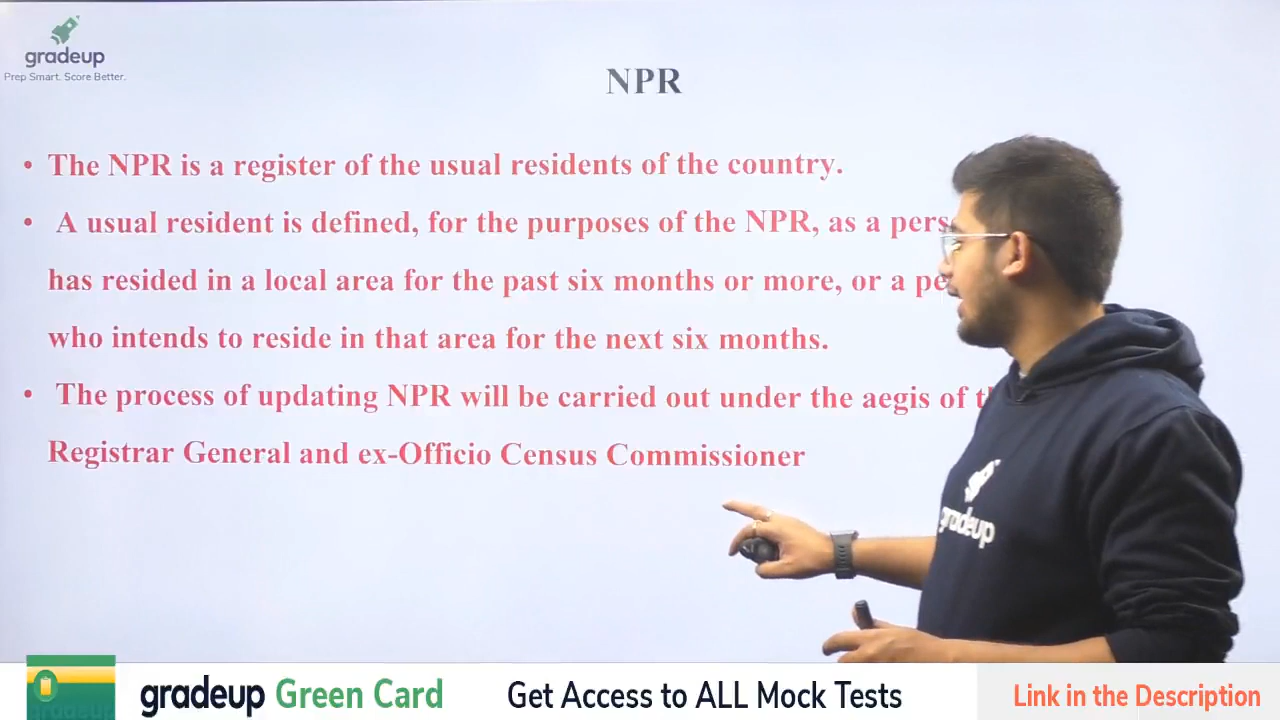 gradeup
Prep Smart. Score Better.
NPR
• The NPR is a register of the usual residents of the country.
• A usual resident is defined, for the purposes of the NPR, as a
has resided in a local area for the past six months or more, or a
who intends to reside in that area for the next six months.
• The process of updating NPR will be carried out under the aegis of
Registrar General and ex-Officio Census Commissioner
gradeup
gradeup Green Card
Get Access to ALL Mock Tests
Link in the Description